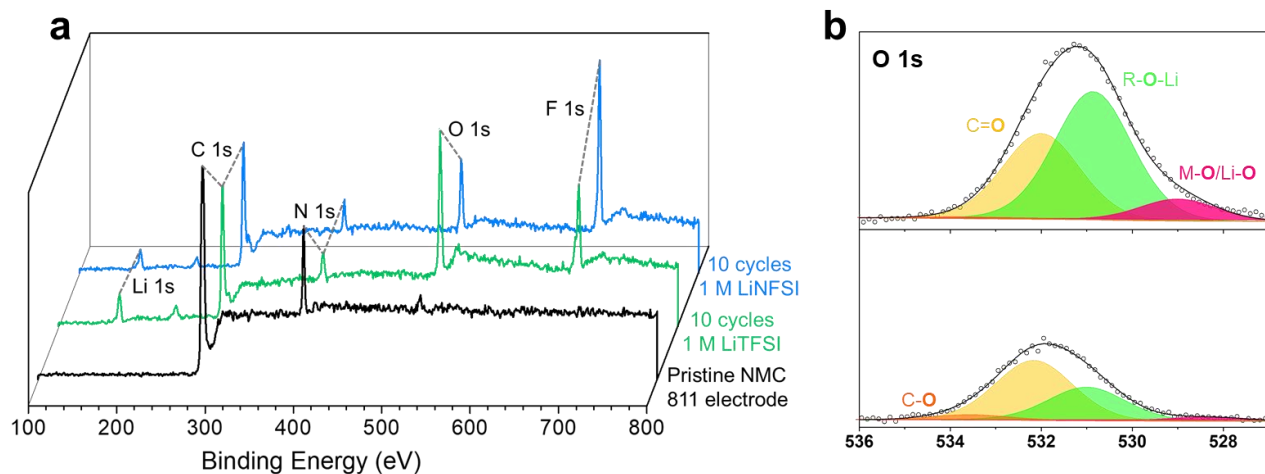 a
C 1s
N 1s
O 1s
F 1s
Li 1s
10 cycles
1 M LiNFSI
10 cycles
1 M LiTFSI
Pristine NMC
811 electrode
100 200 300 400 500 600 700 800
Binding Energy (eV)
b
O 1s
R-O-Li
C=O
M-O/Li-O
C-O
536 534 532 530 528